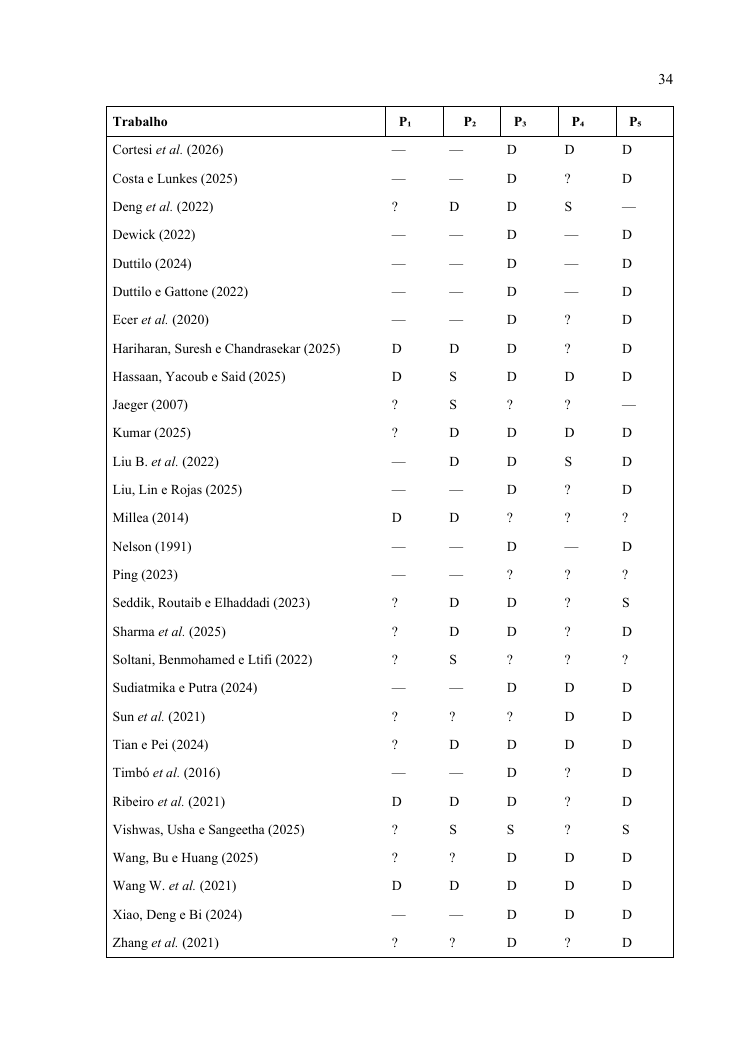 34
Trabalho P₁ P₂ P₃ P₄ P₅
Cortesi et al. (2026) — — D D D
Costa e Lunkes (2025) — — D ? D
Deng et al. (2022) ? D D S —
Dewick (2022) — — D — D
Duttilo (2024) — — D — D
Duttilo e Gattone (2022) — — D — D
Ecer et al. (2020) — — D ? D
Hariharan, Suresh e Chandrasekar (2025) D D D ? D
Hassaan, Yacoub e Said (2025) D S D D D
Jaeger (2007) ? S ? ? —
Kumar (2025) ? D D D D
Liu B. et al. (2022) — D D S D
Liu, Lin e Rojas (2025) — — D ? D
Millea (2014) D D ? ? ?
Nelson (1991) — — D — D
Ping (2023) — — ? ? ?
Seddik, Routaib e Elhaddadi (2023) ? D D ? S
Sharma et al. (2025) ? D D ? D
Soltani, Benmohamed e Ltifi (2022) ? S ? ? ?
Sudiatmika e Putra (2024) — — D D D
Sun et al. (2021) ? ? ? D D
Tian e Pei (2024) ? D D D D
Timbó et al. (2016) — — D ? D
Ribeiro et al. (2021) D D D ? D
Vishwas, Usha e Sangeetha (2025) ? S S ? S
Wang, Bu e Huang (2025) ? ? D D D
Wang W. et al. (2021) D D D D D
Xiao, Deng e Bi (2024) — — D D D
Zhang et al. (2021) ? ? D ? D